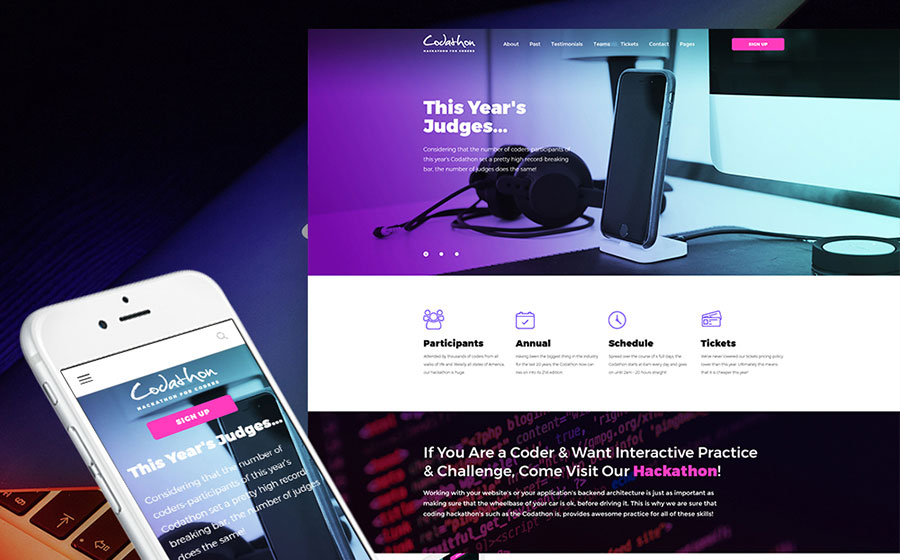 Codathon
HACKATHON FOR CODERS
About Past Testimonials Teams Tickets Contact Pages
SIGN UP
This Year's
Judges...
Considering that the number of coders-participants of
this year's Codathon set a pretty high record-breaking
bar, the number of judges does the same!
Participants
Attended by thousands of coders from all
walks of life and literally all states of America,
our hackathon is huge.
Annual
Having been the biggest thing in the industry
for the last 20 years, the Codathon now can
rev on into its 21st edition
Schedule
Spread over the course of 4 full days, the
Codathon starts at 6am every day and goes
on until 2am - 20 hours straight!
Tickets
We've never lowered our tickets pricing policy
lower than this year. Ultimately this means
that it is cheaper this year!
If You Are a Coder & Want Interactive Practice
& Challenge, Come Visit Our Hackathon!
Working with your website's or your application's backend architecture is just as important as
making sure that the wheelbase of your car is ok, before driving it. This is why we are sure that
coding hackathon's such as the Codathon is, provides awesome practice for all of these skills!
Codathon
HACKATHON FOR CODERS
SIGN UP
This Year's Judges...
Considering that the number of
coders-participants of this year's
Codathon set a pretty high record-
breaking bar, the number of judges
does the same!